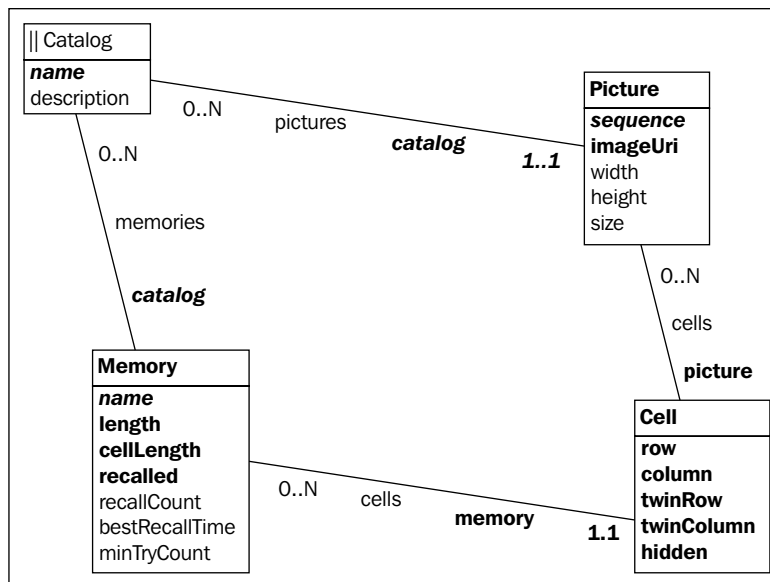 || Catalog
name
description
0..N
pictures
catalog
1..1
Picture
sequence
imageUri
width
height
size
0..N
memories
catalog
0..N
cells
picture
Memory
name
length
cellLength
recalled
recallCount
bestRecallTime
minTryCount
0..N
cells
memory
1.1
Cell
row
column
twinRow
twinColumn
hidden